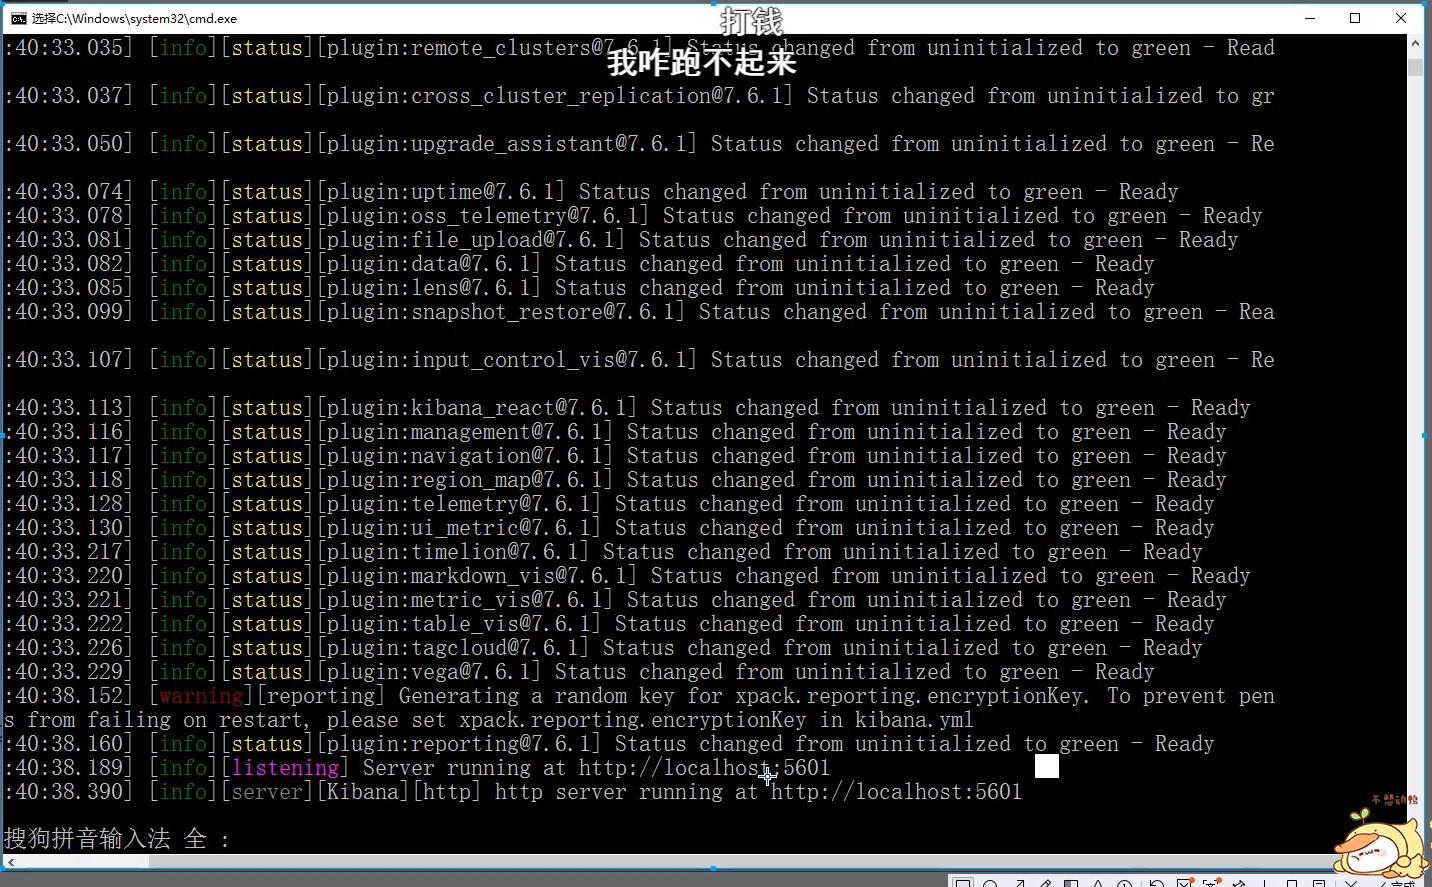 选择C:\Windows\system32\cmd.exe
打钱
:40:33.035] [info][status][plugin:remote_clusters@7.6.1] Status changed from uninitialized to green - Read
我咋跑不起来
:40:33.037] [info][status][plugin:cross_cluster_replication@7.6.1] Status changed from uninitialized to gr
:40:33.050] [info][status][plugin:upgrade_assistant@7.6.1] Status changed from uninitialized to green - Re
:40:33.074] [info][status][plugin:uptime@7.6.1] Status changed from uninitialized to green - Ready
:40:33.078] [info][status][plugin:oss_telemetry@7.6.1] Status changed from uninitialized to green - Ready
:40:33.081] [info][status][plugin:file_upload@7.6.1] Status changed from uninitialized to green - Ready
:40:33.082] [info][status][plugin:data@7.6.1] Status changed from uninitialized to green - Ready
:40:33.085] [info][status][plugin:lens@7.6.1] Status changed from uninitialized to green - Ready
:40:33.099] [info][status][plugin:snapshot_restore@7.6.1] Status changed from uninitialized to green - Rea
:40:33.107] [info][status][plugin:input_control_vis@7.6.1] Status changed from uninitialized to green - Re
:40:33.113] [info][status][plugin:kibana_react@7.6.1] Status changed from uninitialized to green - Ready
:40:33.116] [info][status][plugin:management@7.6.1] Status changed from uninitialized to green - Ready
:40:33.117] [info][status][plugin:navigation@7.6.1] Status changed from uninitialized to green - Ready
:40:33.118] [info][status][plugin:region_map@7.6.1] Status changed from uninitialized to green - Ready
:40:33.128] [info][status][plugin:telemetry@7.6.1] Status changed from uninitialized to green - Ready
:40:33.130] [info][status][plugin:ui_metric@7.6.1] Status changed from uninitialized to green - Ready
:40:33.217] [info][status][plugin:timelion@7.6.1] Status changed from uninitialized to green - Ready
:40:33.220] [info][status][plugin:markdown_vis@7.6.1] Status changed from uninitialized to green - Ready
:40:33.221] [info][status][plugin:metric_vis@7.6.1] Status changed from uninitialized to green - Ready
:40:33.222] [info][status][plugin:table_vis@7.6.1] Status changed from uninitialized to green - Ready
:40:33.226] [info][status][plugin:tagcloud@7.6.1] Status changed from uninitialized to green - Ready
:40:33.229] [info][status][plugin:vega@7.6.1] Status changed from uninitialized to green - Ready
:40:38.152] [warning][reporting] Generating a random key for xpack.reporting.encryptionKey. To prevent pen
s from failing on restart, please set xpack.reporting.encryptionKey in kibana.yml
:40:38.160] [info][status][plugin:reporting@7.6.1] Status changed from uninitialized to green - Ready
:40:38.189] [info][listening] Server running at http://localhost:5601
:40:38.390] [info][server][Kibana][http] http server running at http://localhost:5601
不想动鸭
搜狗拼音输入法 全 :